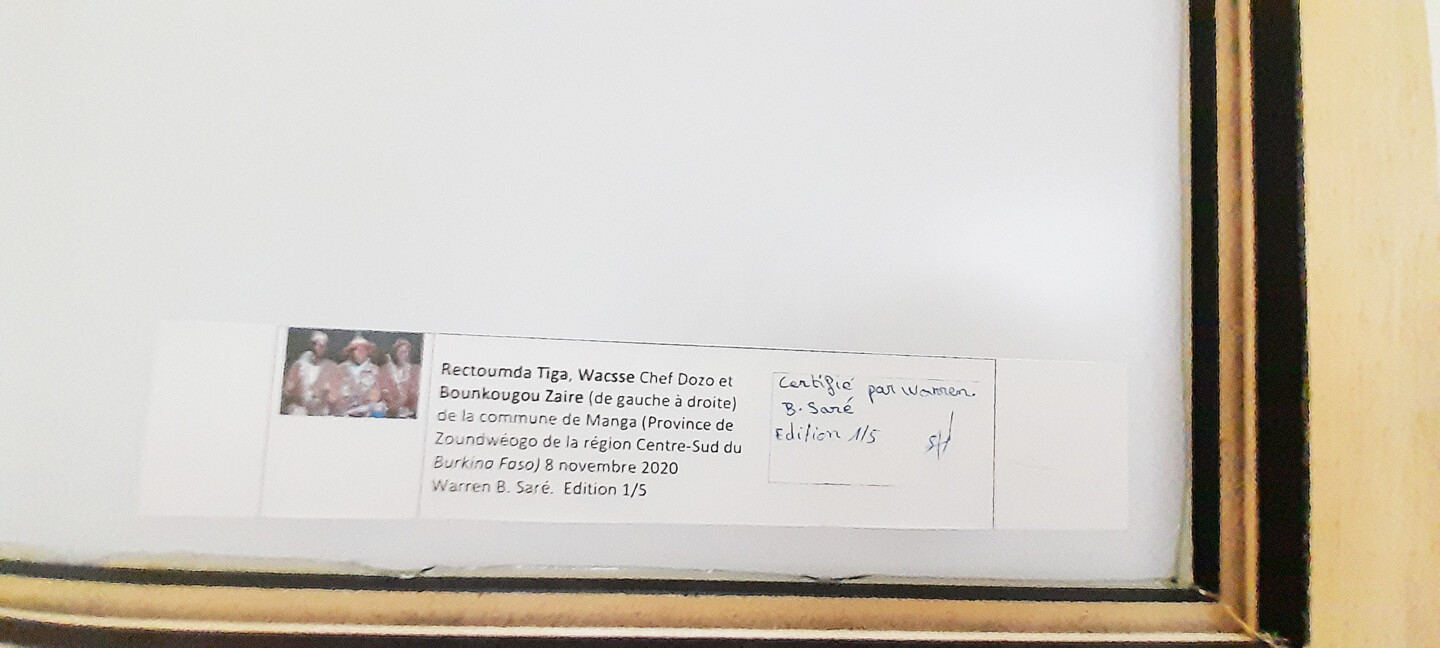 Rectoumda Tiga, Wacsse Chef Dozo et
Bounkougou Zaire (de gauche à droite)
de la commune de Manga (Province de
Zoundwéogo de la région Centre-Sud du
Burkina Faso) 8 novembre 2020
Warren B. Saré. Edition 1/5
Certifié par Warren.
B. Saré
Edition 1/5